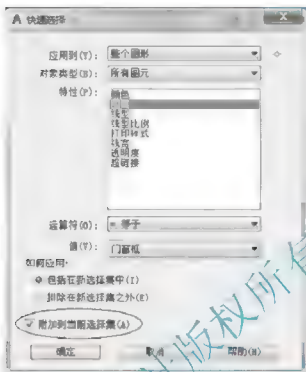 快速选择
应用到(Y): 整个图形
对象类型(B): 所有图元
特性(P): 颜色
线型
线型比例
打印样式
线宽
透明度
超链接
运算符(O): = 等于
值(V): 门窗框
如何应用:
包括在新选择集中(I)
排除在新选择集之外(E)
附加到当前选择集(A)
确定 取消 帮助(H)
版权所有